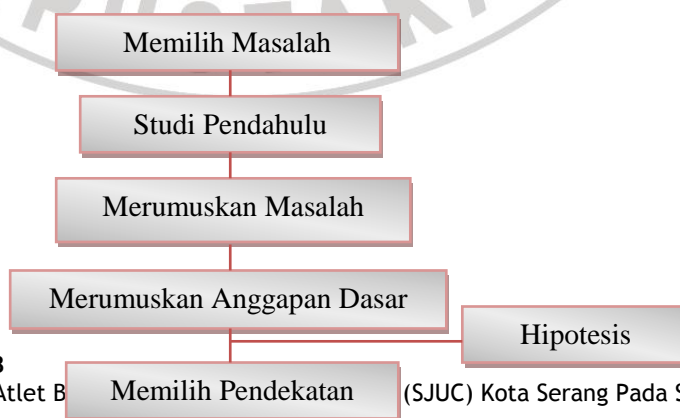 Memilih Masalah
Studi Pendahulu
Merumuskan Masalah
Merumuskan Anggapan Dasar
Hipotesis
Memilih Pendekatan
(SJUC) Kota Serang Pada